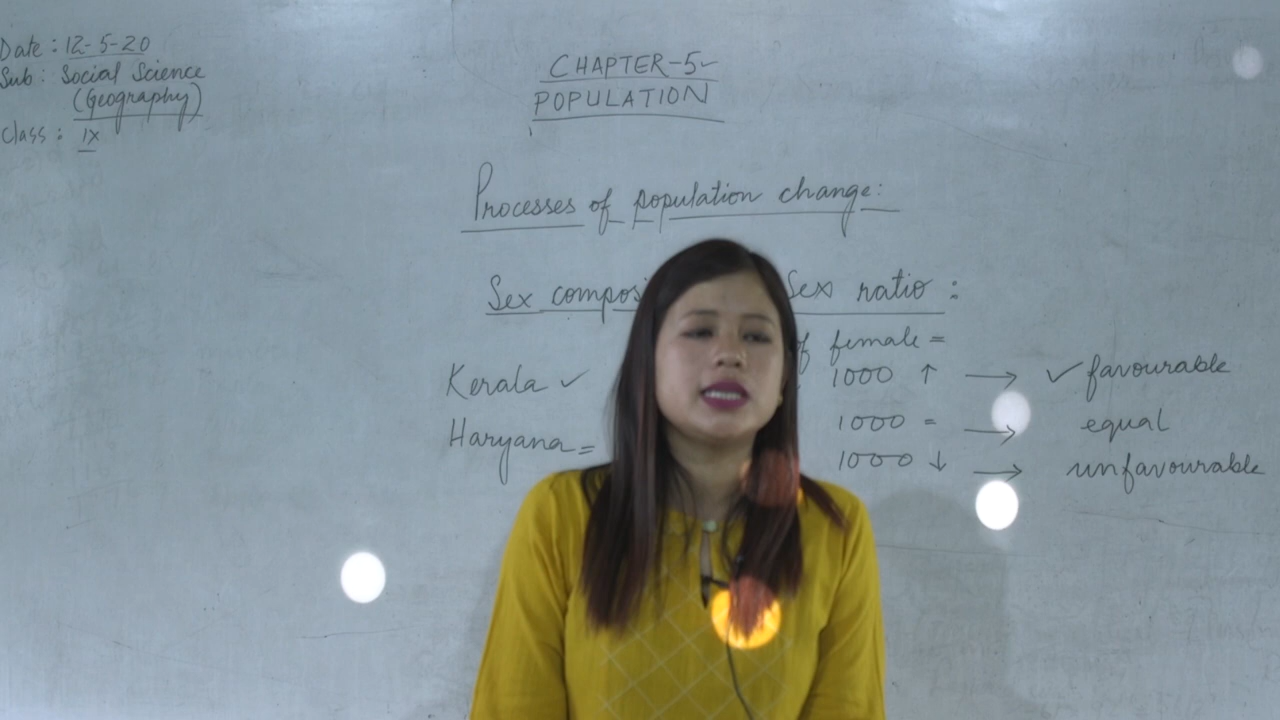 Date : 12-5-20
Sub : Social Science
(Geography)
Class : IX
CHAPTER-5
POPULATION
Processes of population change:
Sex compos Sex ratio :
of female =
Kerala ✓ 1000 ↑ → ✓ favourable
1000 = → equal
Haryana =
1000 ↓ → unfavourable